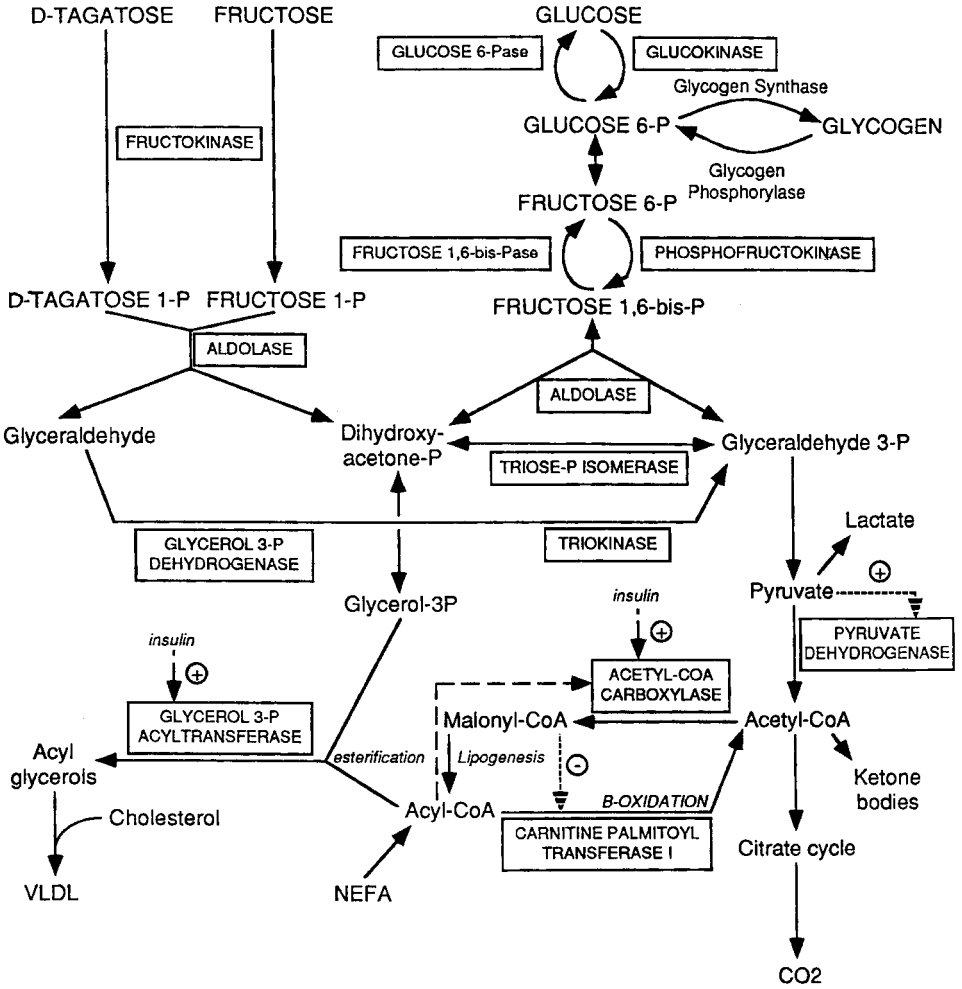 D-TAGATOSE
FRUCTOSE
GLUCOSE
GLUCOSE 6-Pase
GLUCOKINASE
Glycogen Synthase
GLUCOSE 6-P
GLYCOGEN
FRUCTOKINASE
Glycogen
Phosphorylase
FRUCTOSE 6-P
FRUCTOSE 1,6-bis-Pase
PHOSPHOFRUCTOKINASE
D-TAGATOSE 1-P
FRUCTOSE 1-P
FRUCTOSE 1,6-bis-P
ALDOLASE
ALDOLASE
Glyceraldehyde
Dihydroxy-
acetone-P
Glyceraldehyde 3-P
TRIOSE-P ISOMERASE
Lactate
GLYCEROL 3-P
DEHYDROGENASE
TRIOKINASE
+
Pyruvate
Glycerol-3P
insulin
+
PYRUVATE
DEHYDROGENASE
insulin
+
ACETYL-COA
CARBOXYLASE
GLYCEROL 3-P
ACYLTRANSFERASE
Malonyl-CoA
Acetyl-CoA
Acyl
glycerols
esterification
Lipogenesis
-
Ketone
bodies
B-OXIDATION
Acyl-CoA
Cholesterol
CARNITINE PALMITOYL
TRANSFERASE I
Citrate cycle
VLDL
NEFA
CO2